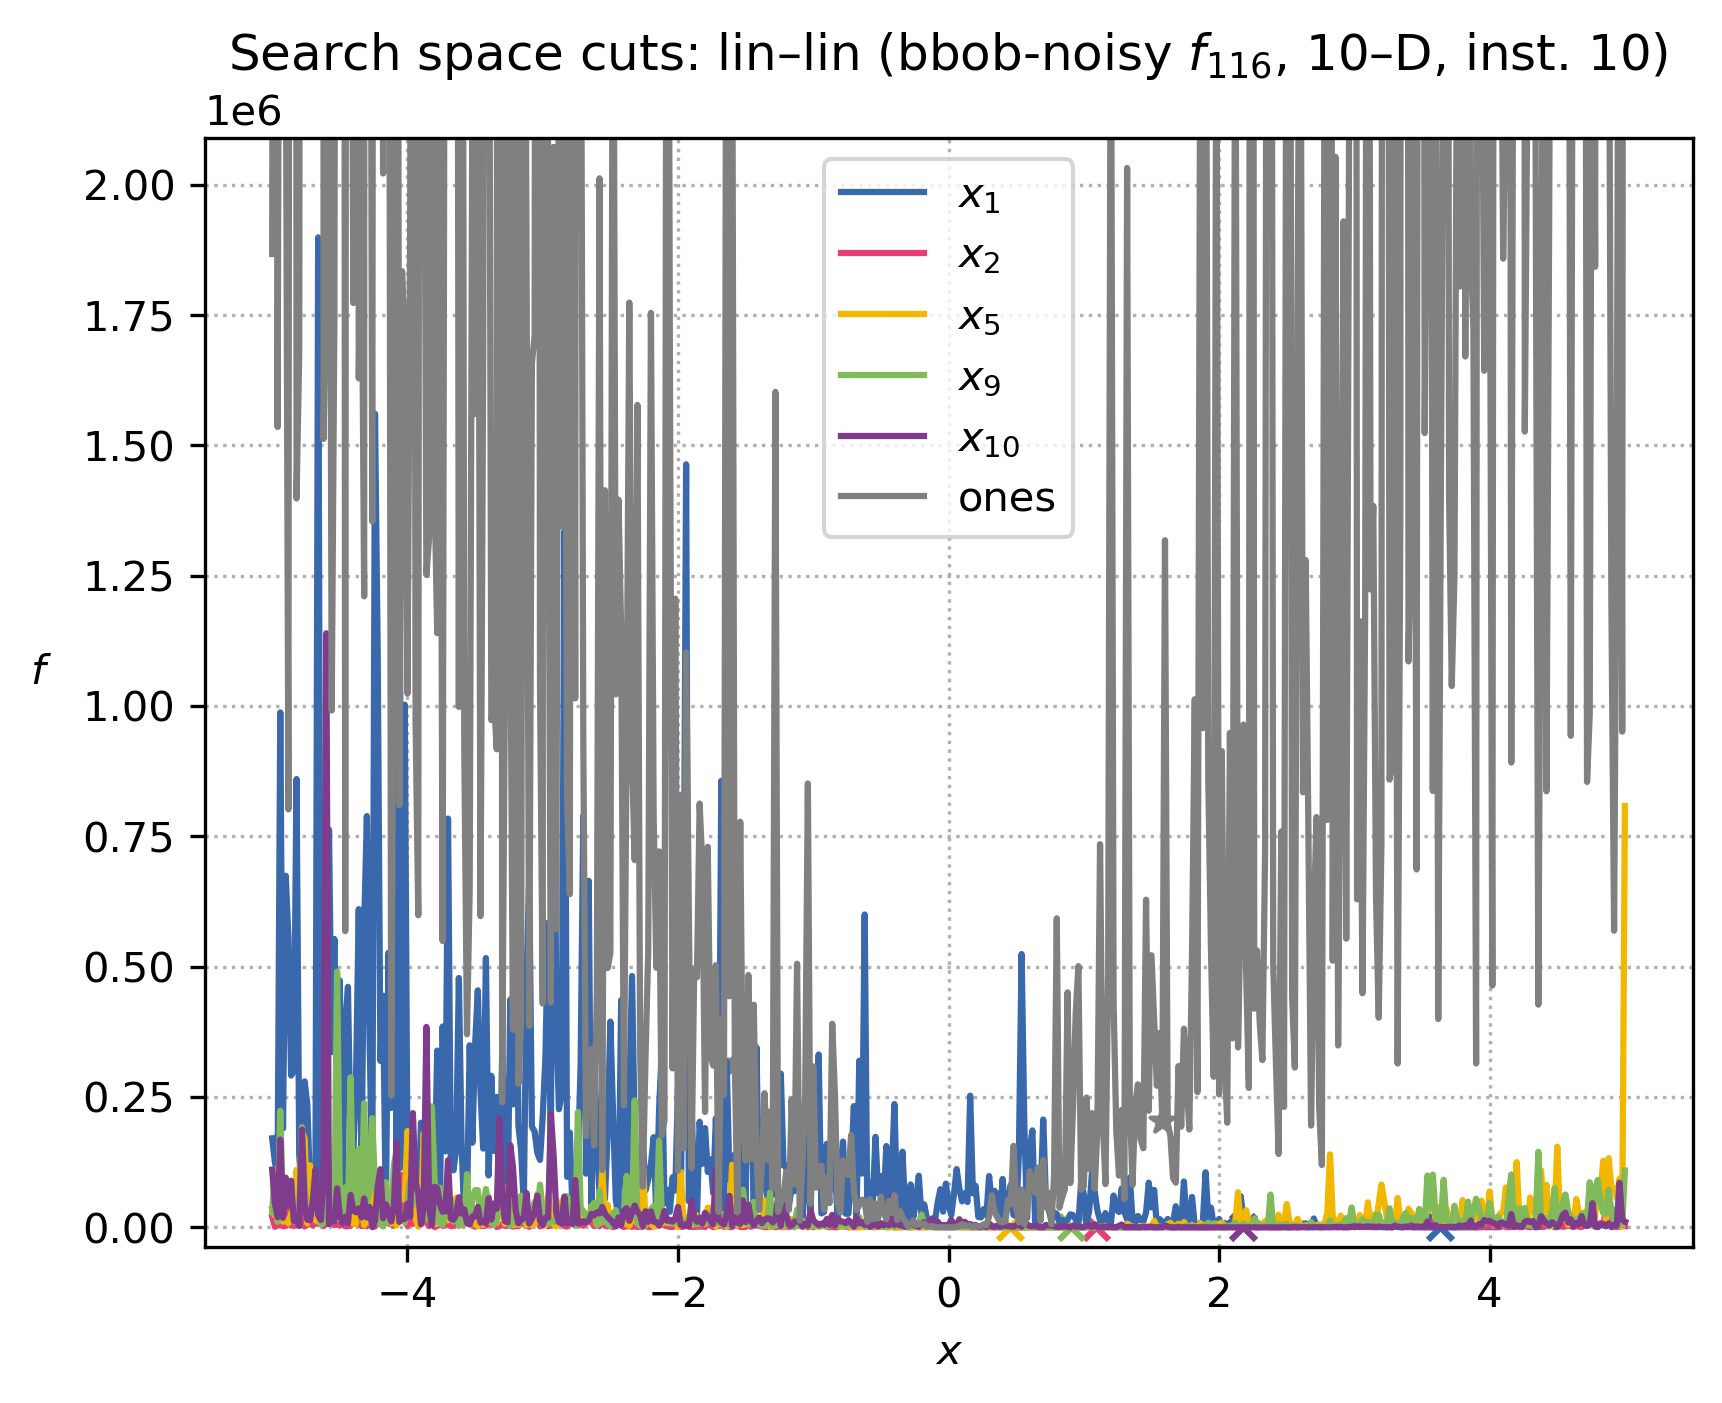 Search space cuts: lin–lin (bbob-noisy f₁₁₆, 10–D, inst. 10)
1e6
2.00
1.75
1.50
1.25
1.00
0.75
0.50
0.25
0.00
f
x₁
x₂
x₅
x₉
x₁₀
ones
−4
−2
0
2
4
x